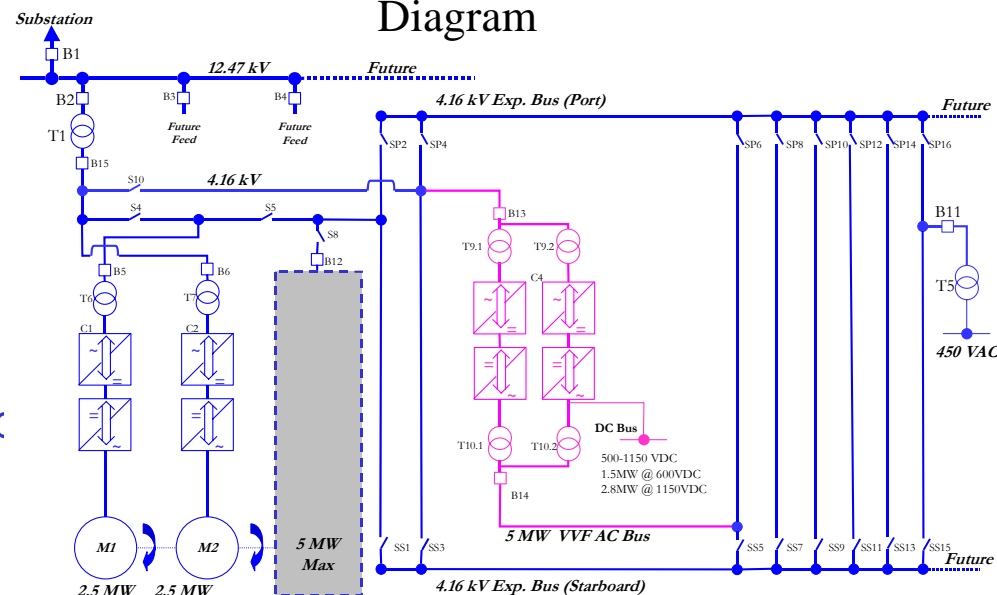 Diagram
Substation
B1
12.47 kV
Future
B2
B3
B4
T1
Future
Feed
Future
Feed
4.16 kV Exp. Bus (Port)
Future
SP2
SP4
SP6
SP8
SP10
SP12
SP14
SP16
B15
S10
4.16 kV
S4
S5
S8
B13
B11
B5
B6
B12
T9.1
T9.2
T6
T7
C4
T5
C1
C2
~
=
~
=
~
=
~
=
450 VAC
=
~
=
~
=
~
=
~
DC Bus
T10.1
T10.2
500-1150 VDC
1.5MW @ 600VDC
2.8MW @ 1150VDC
B14
5 MW VVF AC Bus
M1
M2
5 MW
Max
SS1
SS3
SS5
SS7
SS9
SS11
SS13
SS15
Future
2.5 MW
2.5 MW
4.16 kV Exp. Bus (Starboard)